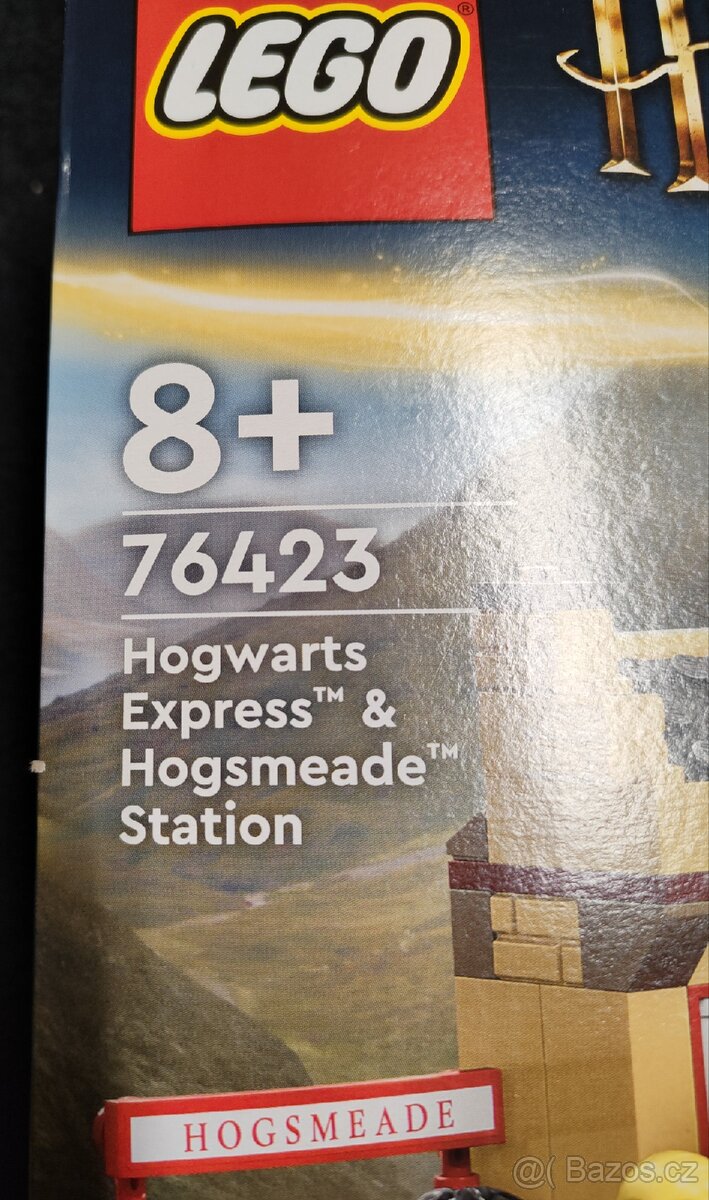 LEGO®
8+
76423
Hogwarts
Express™ &
Hogsmeade™
Station
HOGSMEADE
@( Bazos.cz